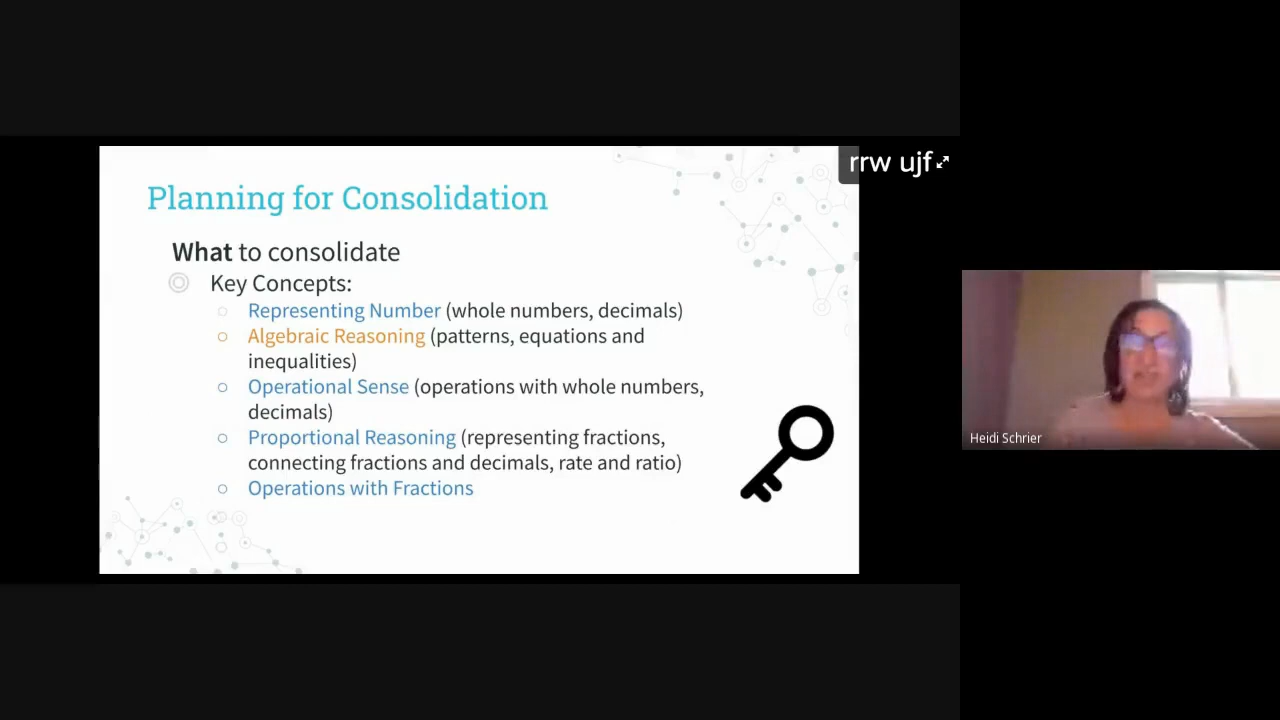 rrw ujf
Planning for Consolidation
What to consolidate
Key Concepts:
Representing Number (whole numbers, decimals)
Algebraic Reasoning (patterns, equations and
inequalities)
Operational Sense (operations with whole numbers,
decimals)
Proportional Reasoning (representing fractions,
connecting fractions and decimals, rate and ratio)
Operations with Fractions
Heidi Schrier